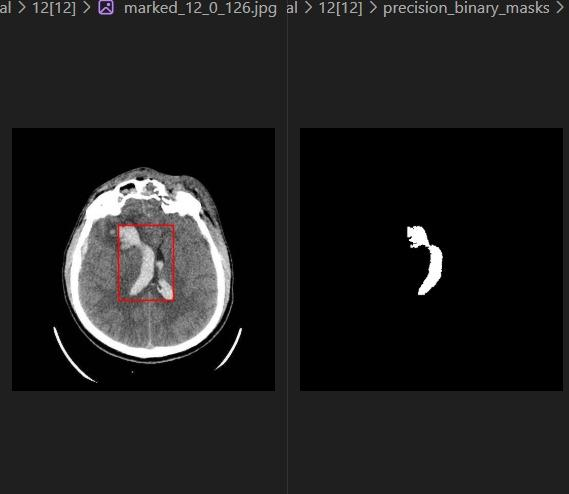 al > 12[12] > marked_12_0_126.jpg
al > 12[12] > precision_binary_masks >